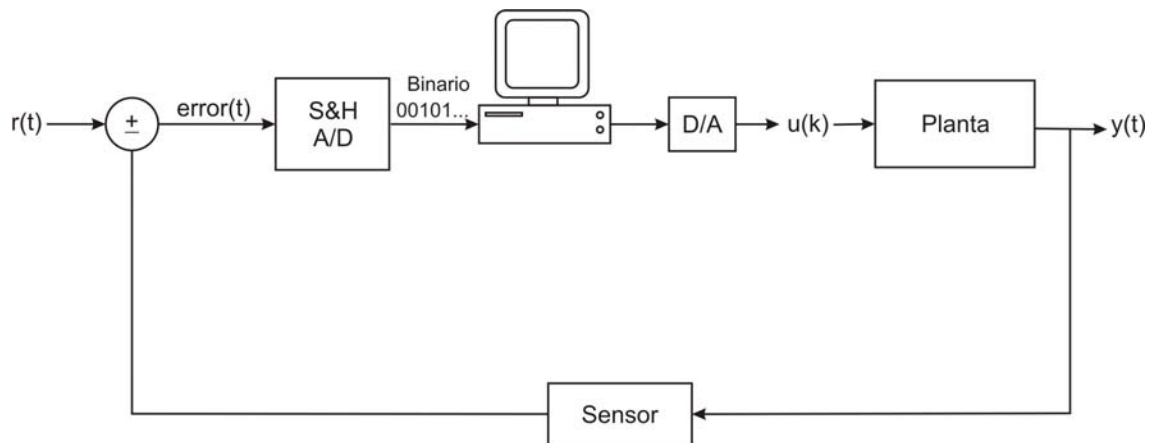 r(t)
±
error(t)
S&H
A/D
Binario
00101...
D/A
u(k)
Planta
y(t)
Sensor